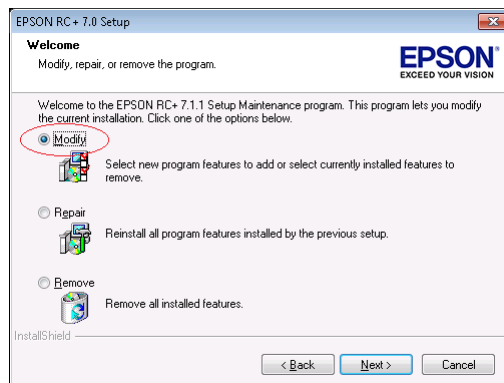 EPSON RC+ 7.0 Setup
Welcome
Modify, repair, or remove the program.
EPSON®
EXCEED YOUR VISION
Welcome to the EPSON RC+ 7.1.1 Setup Maintenance program. This program lets you modify
the current installation. Click one of the options below.
Modify
Select new program features to add or select currently installed features to
remove.
Repair
Reinstall all program features installed by the previous setup.
Remove
Remove all installed features.
InstallShield
< Back
Next >
Cancel